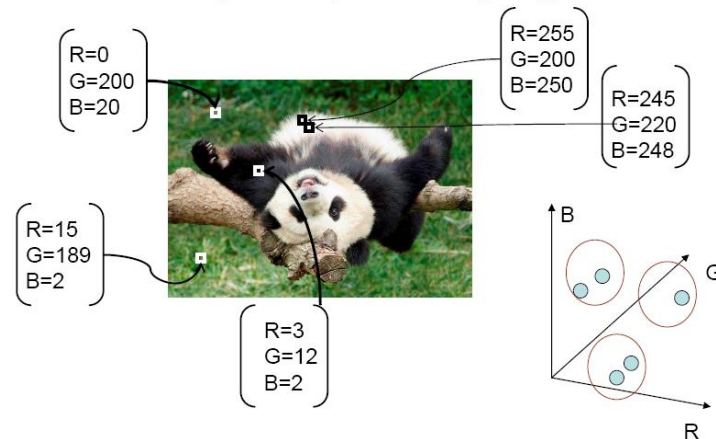 R=0
G=200
B=20
R=255
G=200
B=250
R=245
G=220
B=248
R=15
G=189
B=2
R=3
G=12
B=2
B
G
R